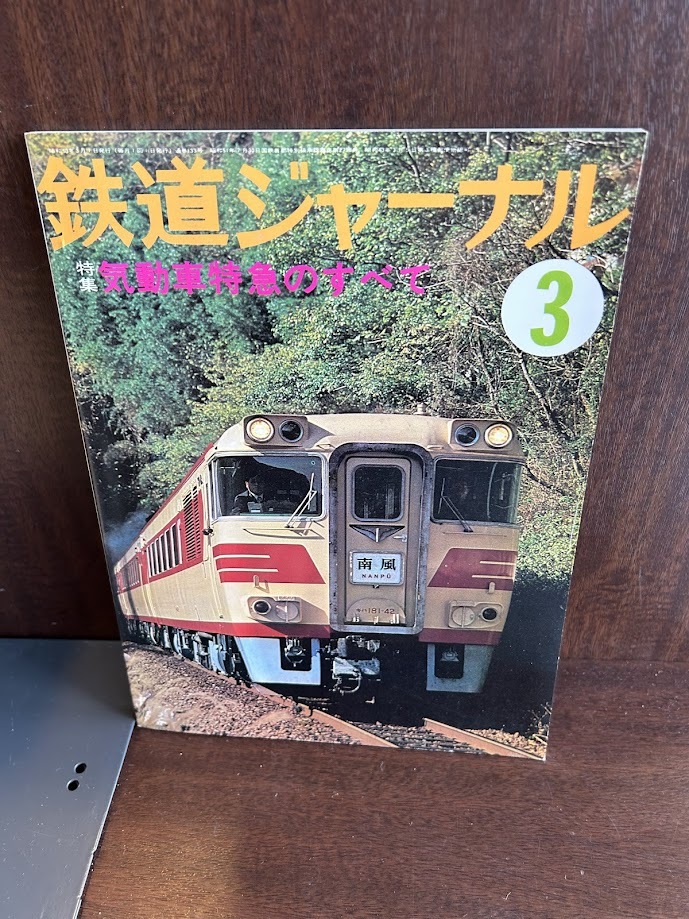 鉄道ジャーナル
特集
気動車特急のすべて
3
南風
NANPŪ
キハ181-42